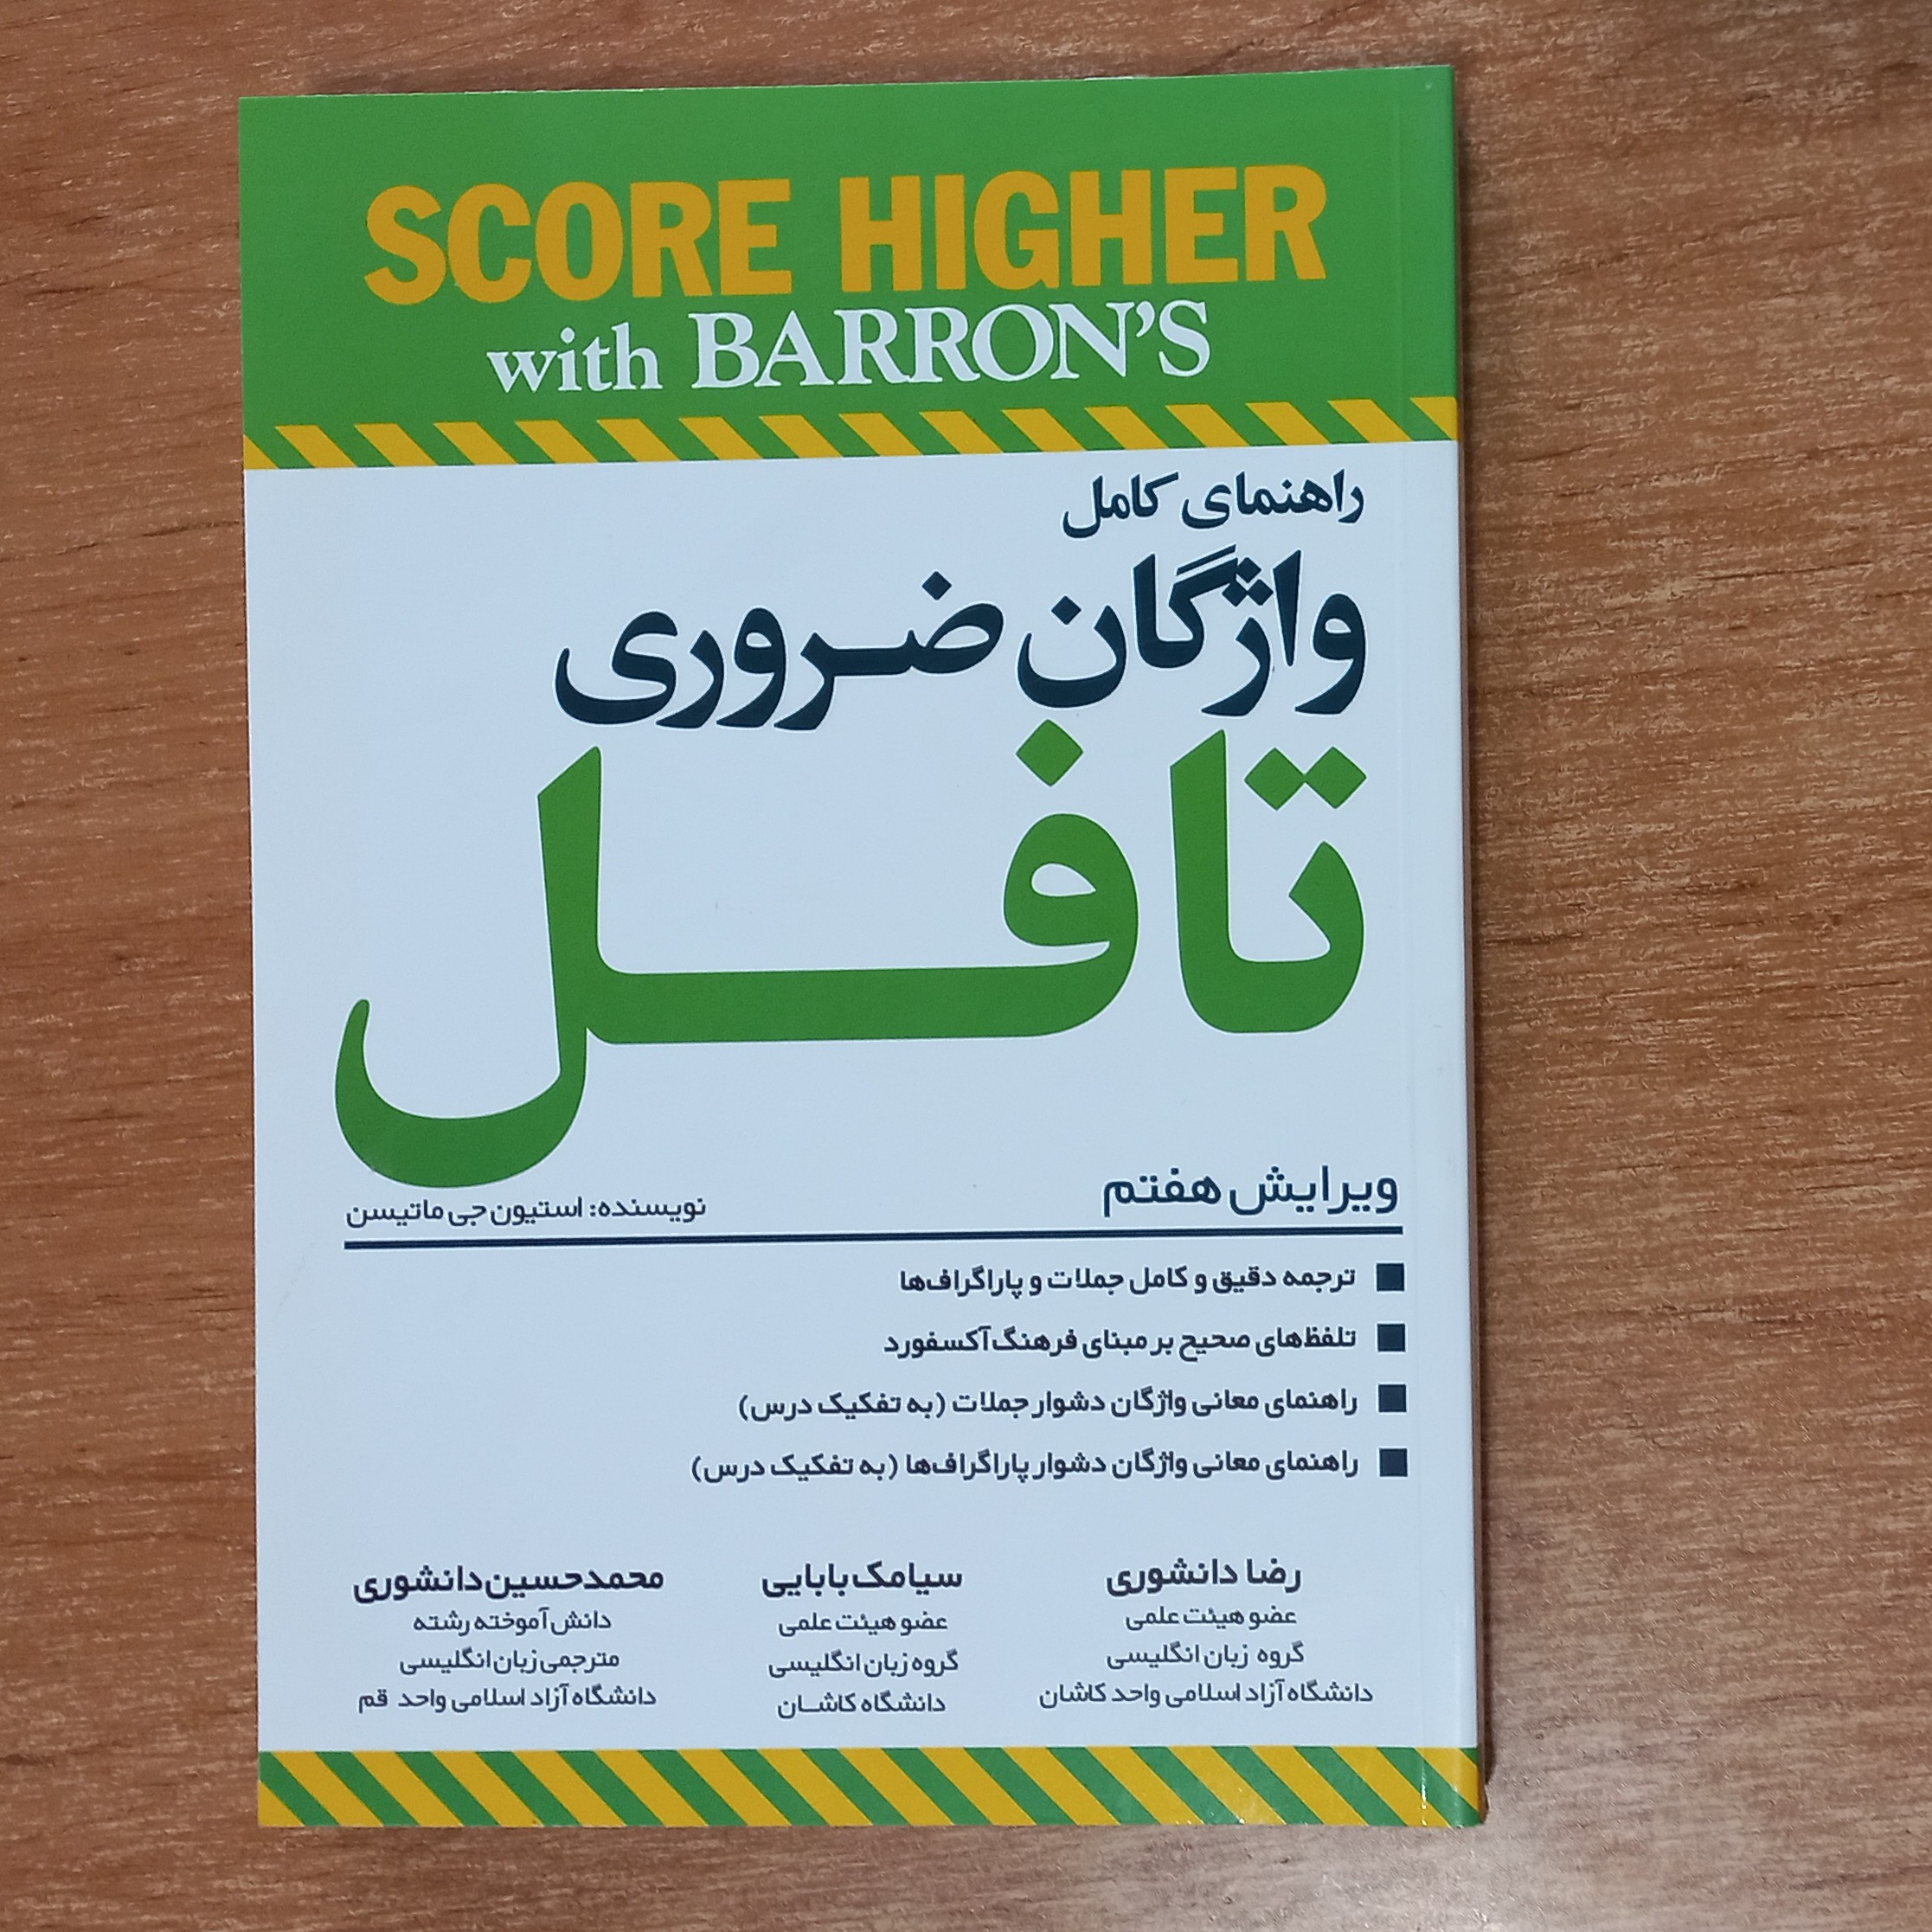 SCORE HIGHER
with BARRON'S
راهنمای کامل
واژگان ضروری
تافل
ویرایش هفتم
نویسنده: استیون جی ماتیسن
ترجمه دقیق و کامل جملات و پاراگراف‌ها
تلفظ‌های صحیح بر مبنای فرهنگ آکسفورد
راهنمای معانی واژگان دشوار جملات (به تفکیک درس)
راهنمای معانی واژگان دشوار پاراگراف‌ها (به تفکیک درس)
رضا دانشوری
عضو هیئت علمی
گروه زبان انگلیسی
دانشگاه آزاد اسلامی واحد کاشان
سیامک بابایی
عضو هیئت علمی
گروه زبان انگلیسی
دانشگاه کاشان
محمدحسین دانشوری
دانش آموخته رشته
مترجمی زبان انگلیسی
دانشگاه آزاد اسلامی واحد قم